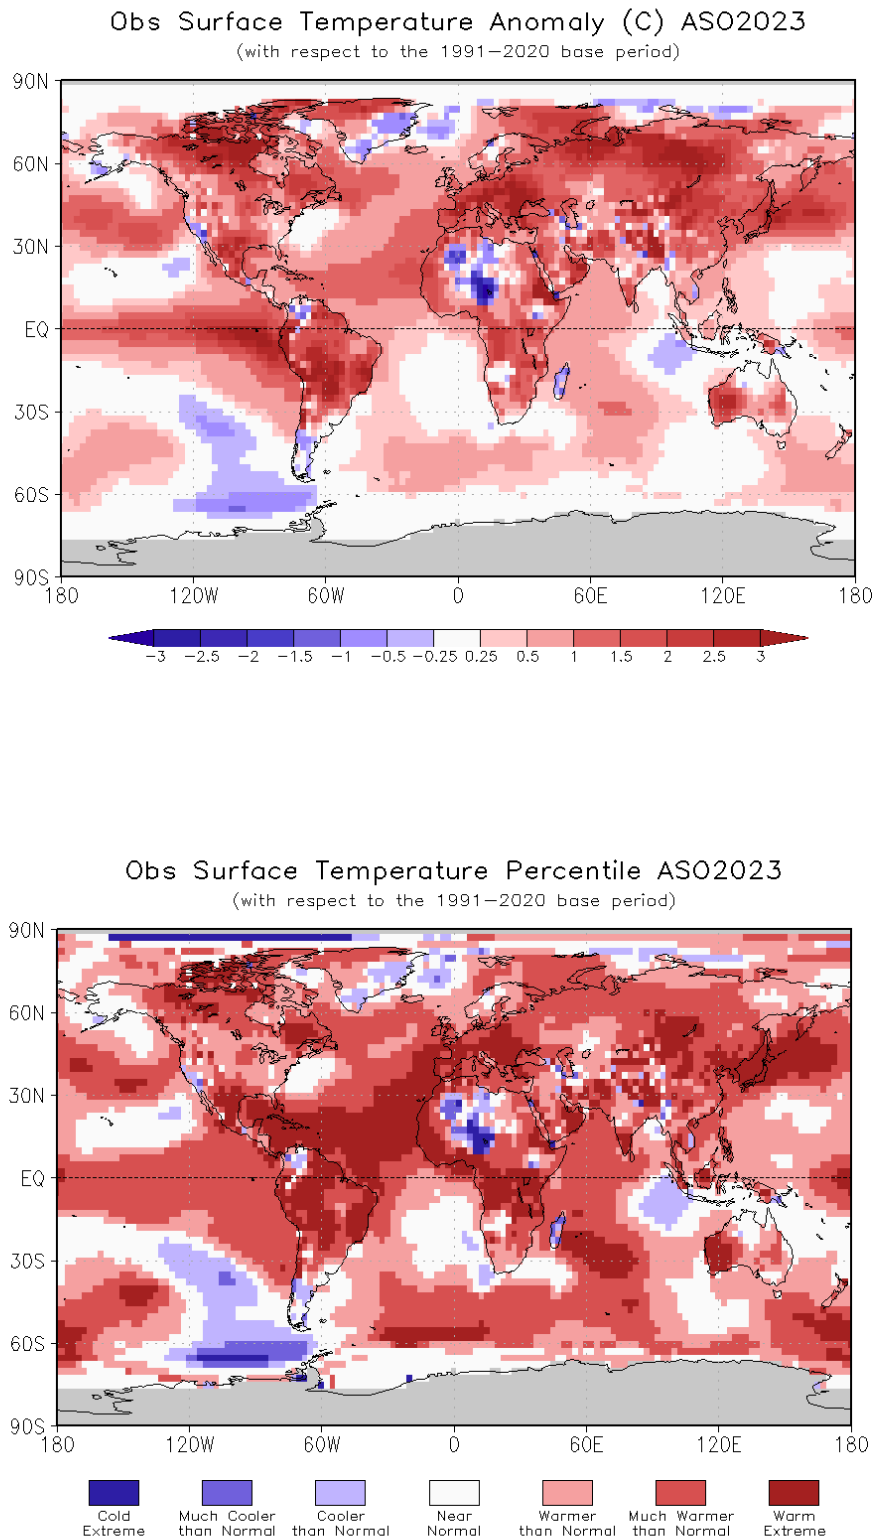 Obs Surface Temperature Anomaly (C) ASO2023
(with respect to the 1991−2020 base period)
90N
60N
30N
EQ
30S
60S
90S
180 120W 60W 0 60E 120E 180
−3 −2.5 −2 −1.5 −1 −0.5 −0.25 0.25 0.5 1 1.5 2 2.5 3
Obs Surface Temperature Percentile ASO2023
(with respect to the 1991−2020 base period)
90N
60N
30N
EQ
30S
60S
90S
180 120W 60W 0 60E 120E 180
Cold Much Cooler Cooler Near Warmer Much Warmer Warm
Extreme than Normal than Normal Normal than Normal than Normal Extreme